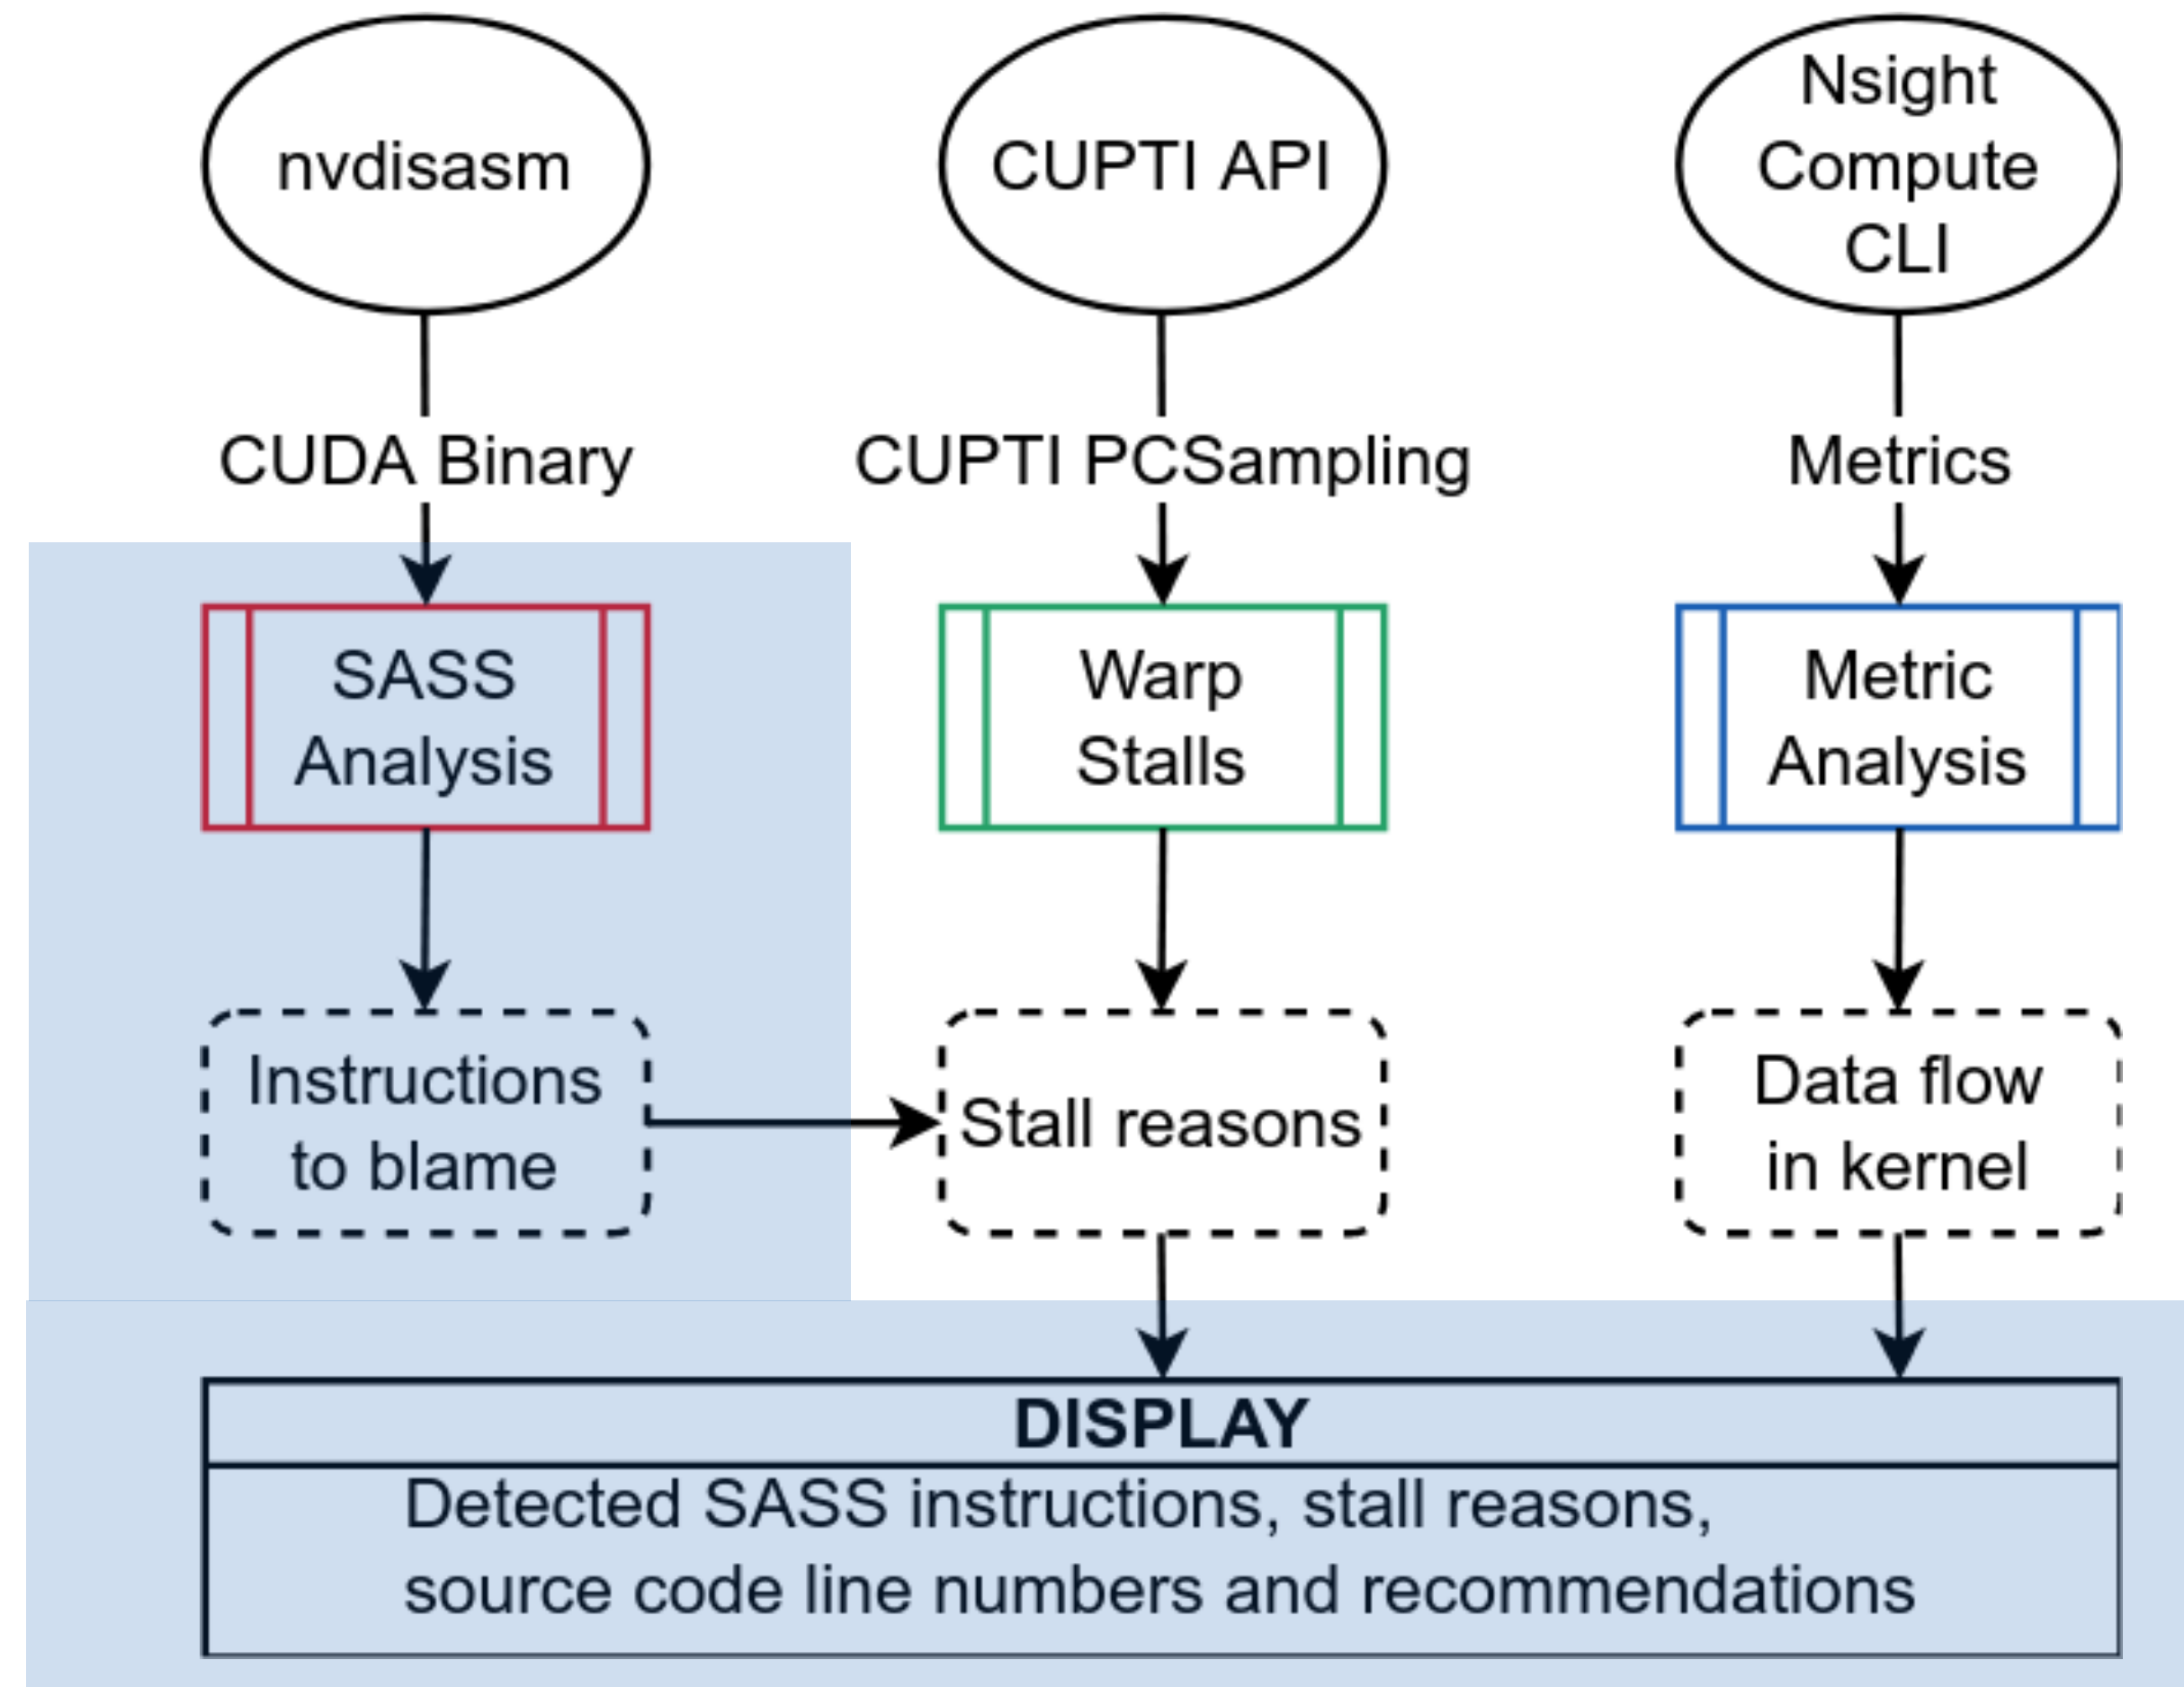 nvdisasm
CUPTI API
Nsight
Compute
CLI
CUDA Binary
CUPTI PCSampling
Metrics
SASS
Analysis
Warp
Stalls
Metric
Analysis
Instructions
to blame
Stall reasons
Data flow
in kernel
DISPLAY
Detected SASS instructions, stall reasons,
source code line numbers and recommendations